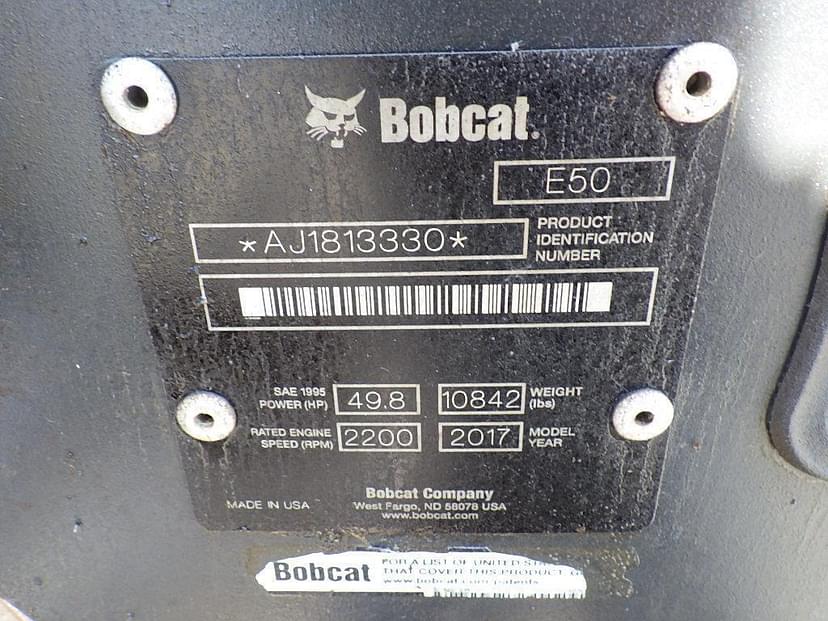 Bobcat.
E50
*AJ1813330*
PRODUCT
IDENTIFICATION
NUMBER
SAE 1995
POWER (HP)
49.8
10842
WEIGHT
(lbs)
RATED ENGINE
SPEED (RPM)
2200
2017
MODEL
YEAR
Bobcat Company
MADE IN USA
West Fargo, ND 58078 USA
www.bobcat.com
Bobcat
FOR A LIST OF UNITED
THAT COVER THIS PRODUCT,
www.bobcat.com/patents